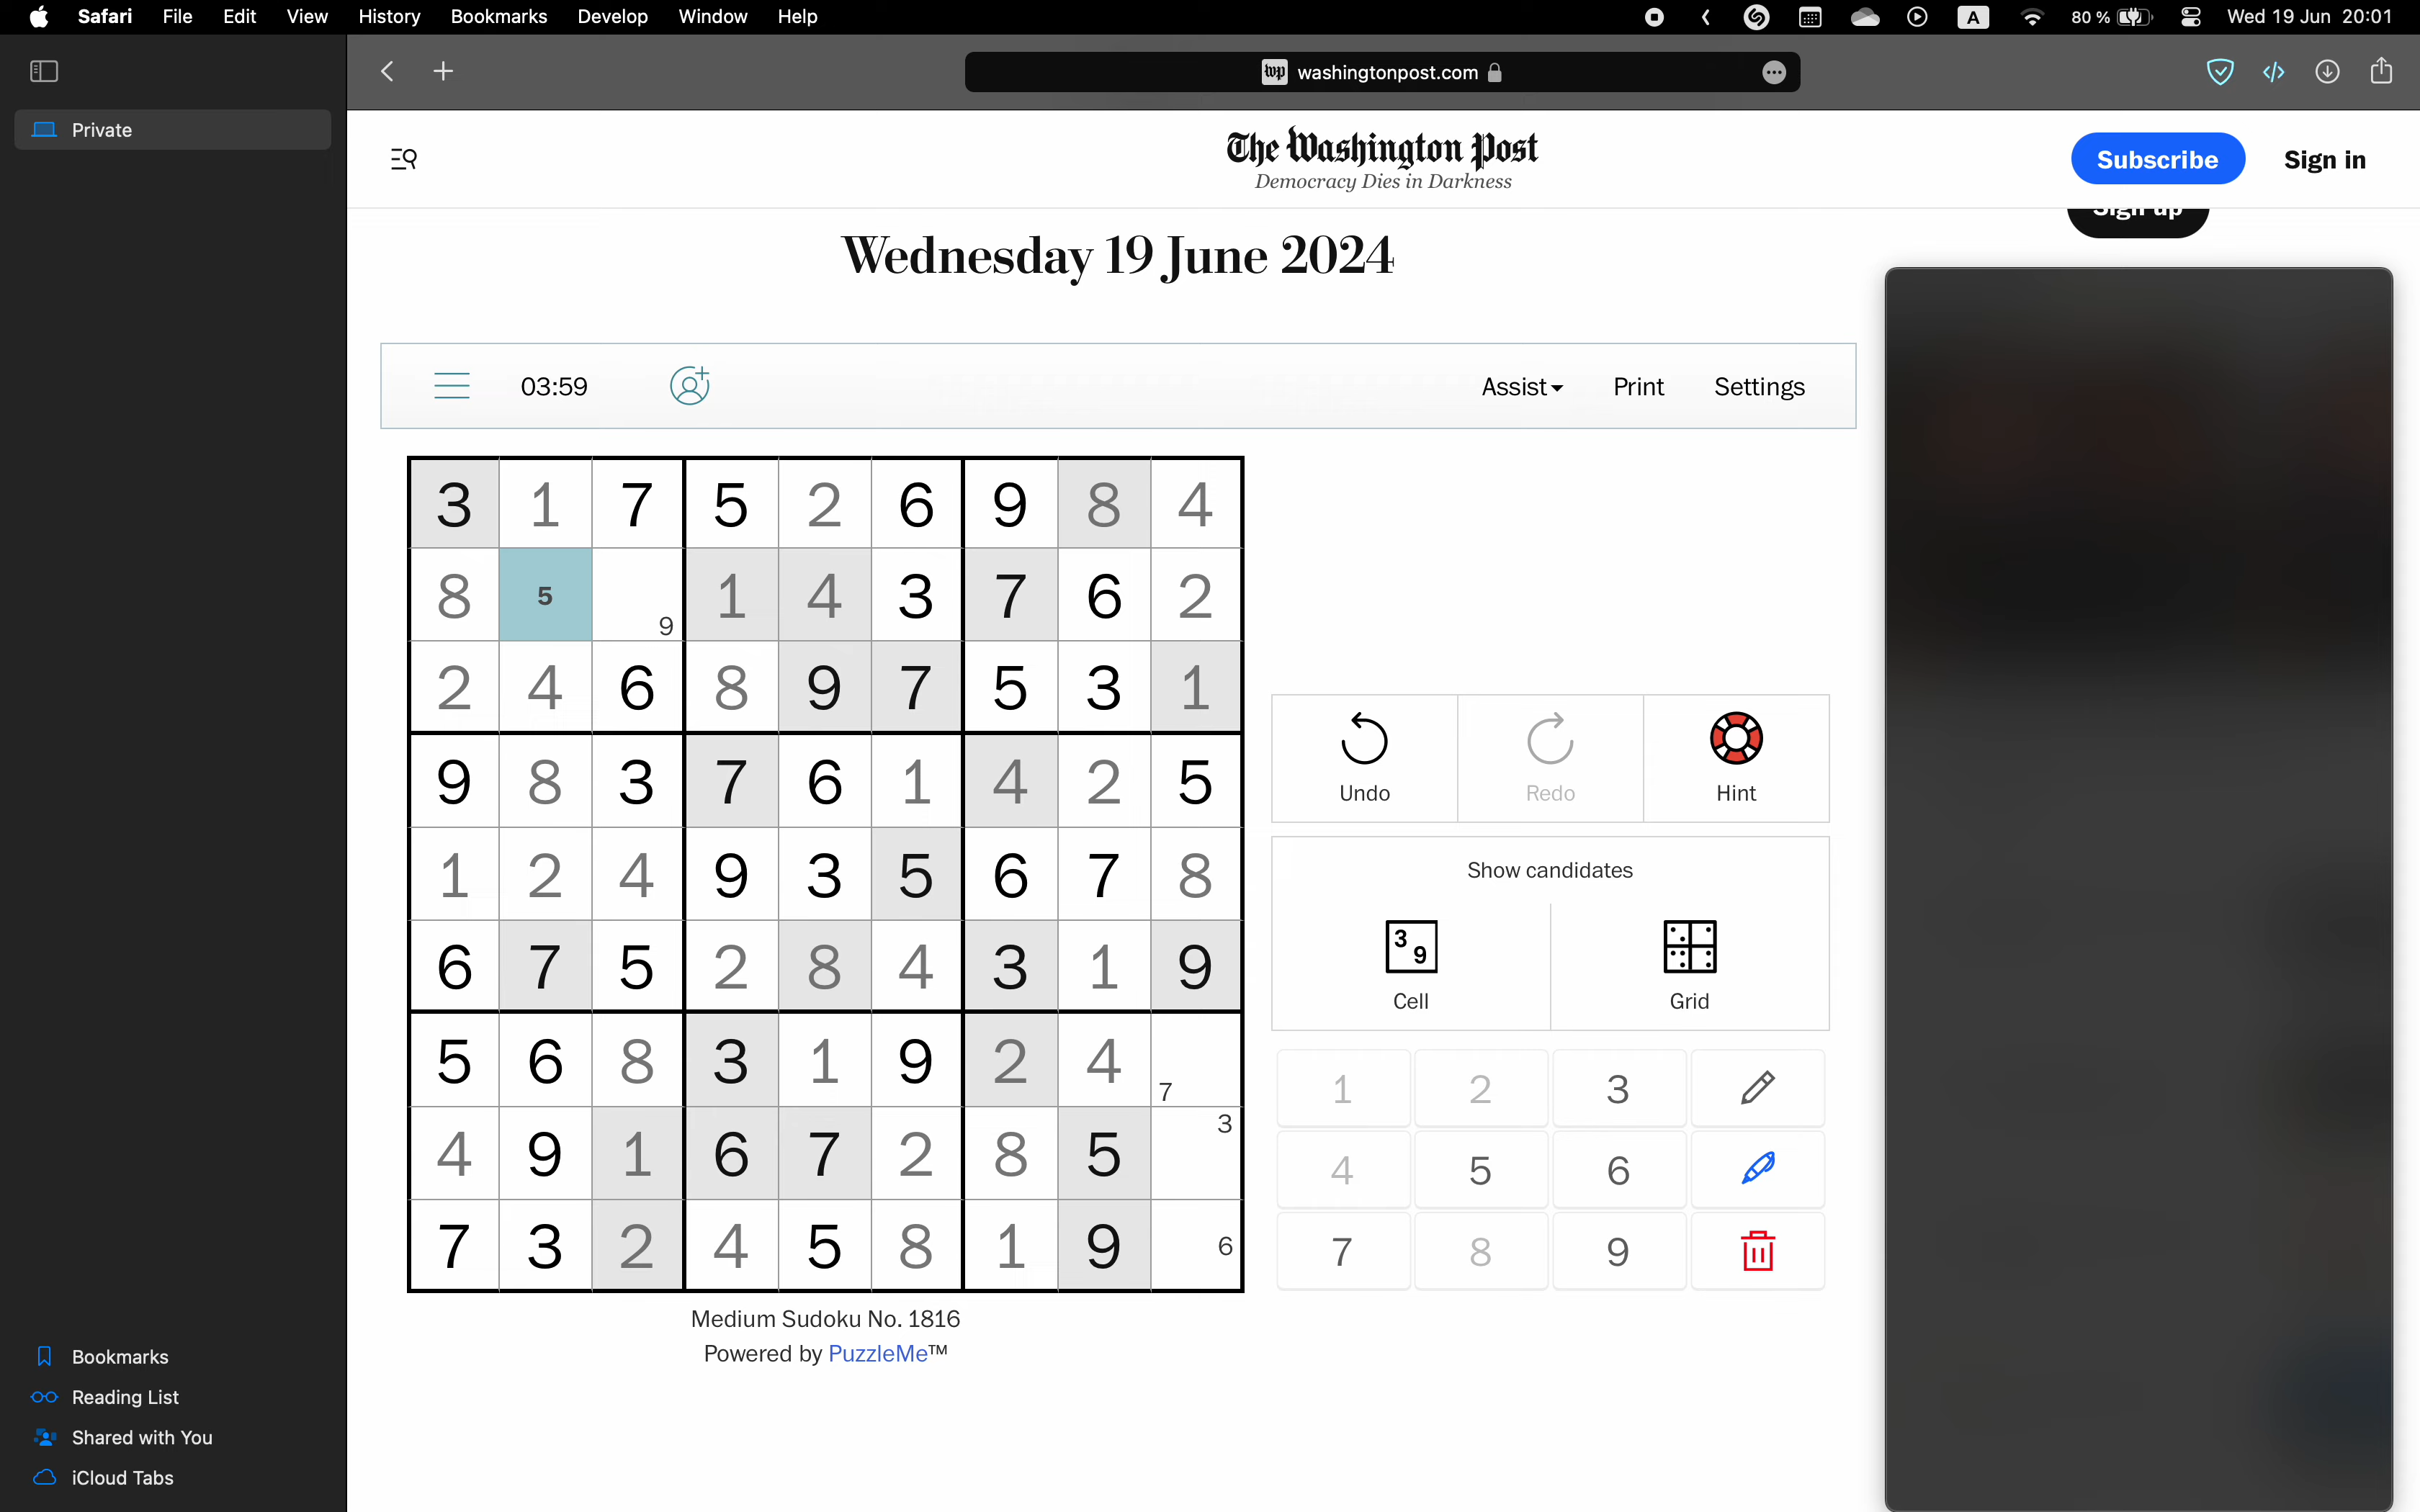 Safari File Edit View History Bookmarks Develop Window Help A 80 % Wed 19 Jun 20:01
wp washingtonpost.com
Private
The Washington Post
Democracy Dies in Darkness
Subscribe Sign in
Sign up
Wednesday 19 June 2024
03:59 Assist Print Settings
3 1 7 5 2 6 9 8 4
8 5 9 1 4 3 7 6 2
2 4 6 8 9 7 5 3 1
9 8 3 7 6 1 4 2 5
1 2 4 9 3 5 6 7 8
6 7 5 2 8 4 3 1 9
5 6 8 3 1 9 2 4 7
4 9 1 6 7 2 8 5 3
7 3 2 4 5 8 1 9 6
Undo Redo Hint
Show candidates
3 9
Cell Grid
1 2 3
4 5 6
7 8 9
Medium Sudoku No. 1816
Powered by PuzzleMe™
Bookmarks
Reading List
Shared with You
iCloud Tabs